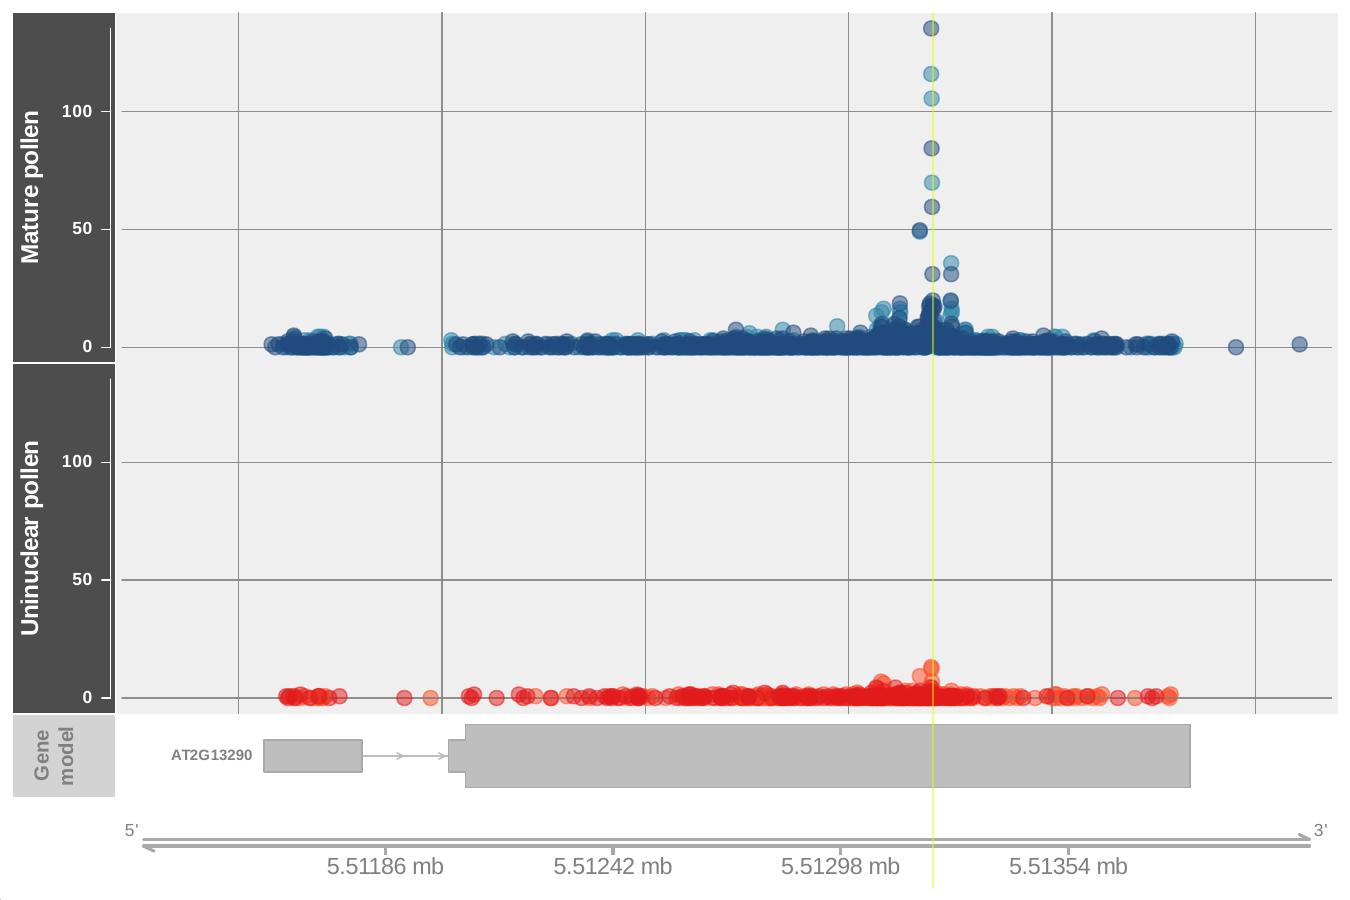 Mature pollen
100
50
0
Uninuclear pollen
100
50
0
Gene
model
AT2G13290
5'
3'
5.51186 mb
5.51242 mb
5.51298 mb
5.51354 mb